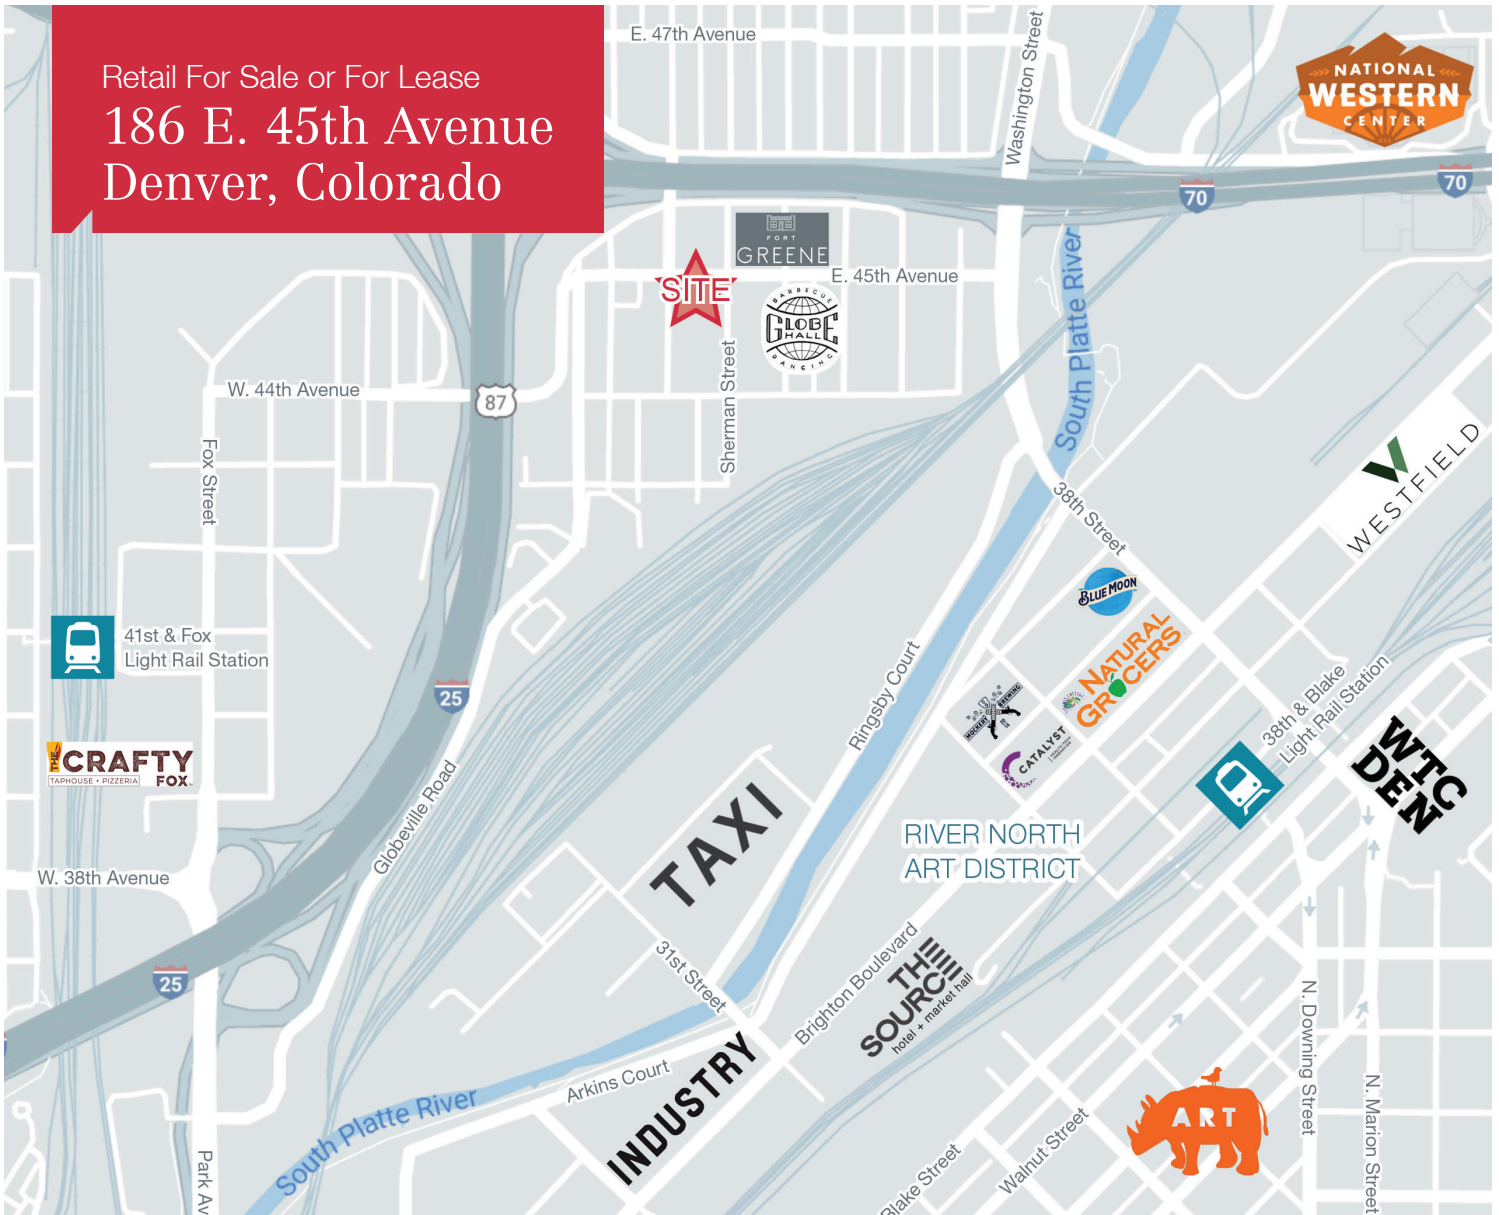 Retail For Sale or For Lease
186 E. 45th Avenue
Denver, Colorado
E. 47th Avenue
Washington Street
NATIONAL
WESTERN
CENTER
70
70
FORT
GREENE
SITE
E. 45th Avenue
BARBECUE
GLOBE
HALL
DANCING
South Platte River
Sherman Street
W. 44th Avenue
87
Fox Street
WESTFIELD
38th Street
BLUE MOON
NATURAL
GROCERS
41st & Fox
Light Rail Station
25
Ringsby Court
MOCKERY BREWING
CATALYST
HEALTH-TECH
INNOVATION
38th & Blake
Light Rail Station
WTC
DEN
THE
CRAFTY
FOX
TAPHOUSE + PIZZERIA
Globeville Road
TAXI
RIVER NORTH
ART DISTRICT
W. 38th Avenue
25
31st Street
Brighton Boulevard
THE
SOURCE
hotel + market hall
N. Downing Street
INDUSTRY
Arkins Court
South Platte River
ART
N. Marion Street
Walnut Street
Blake Street
Park Av